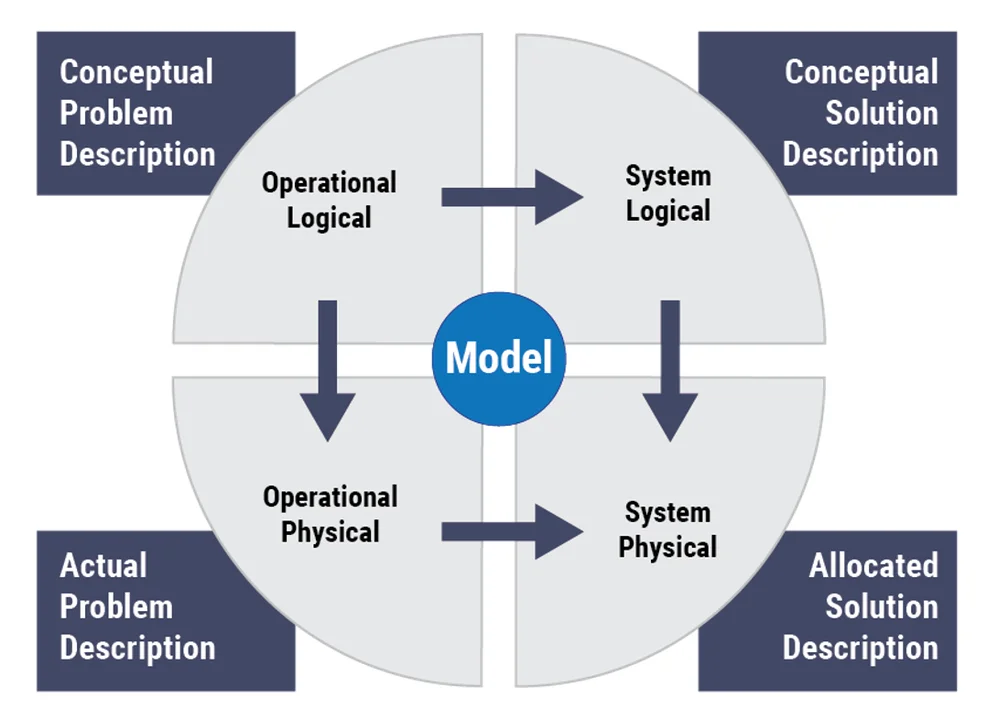 Conceptual
Problem
Description
Conceptual
Solution
Description
Operational
Logical
System
Logical
Model
Operational
Physical
System
Physical
Actual
Problem
Description
Allocated
Solution
Description